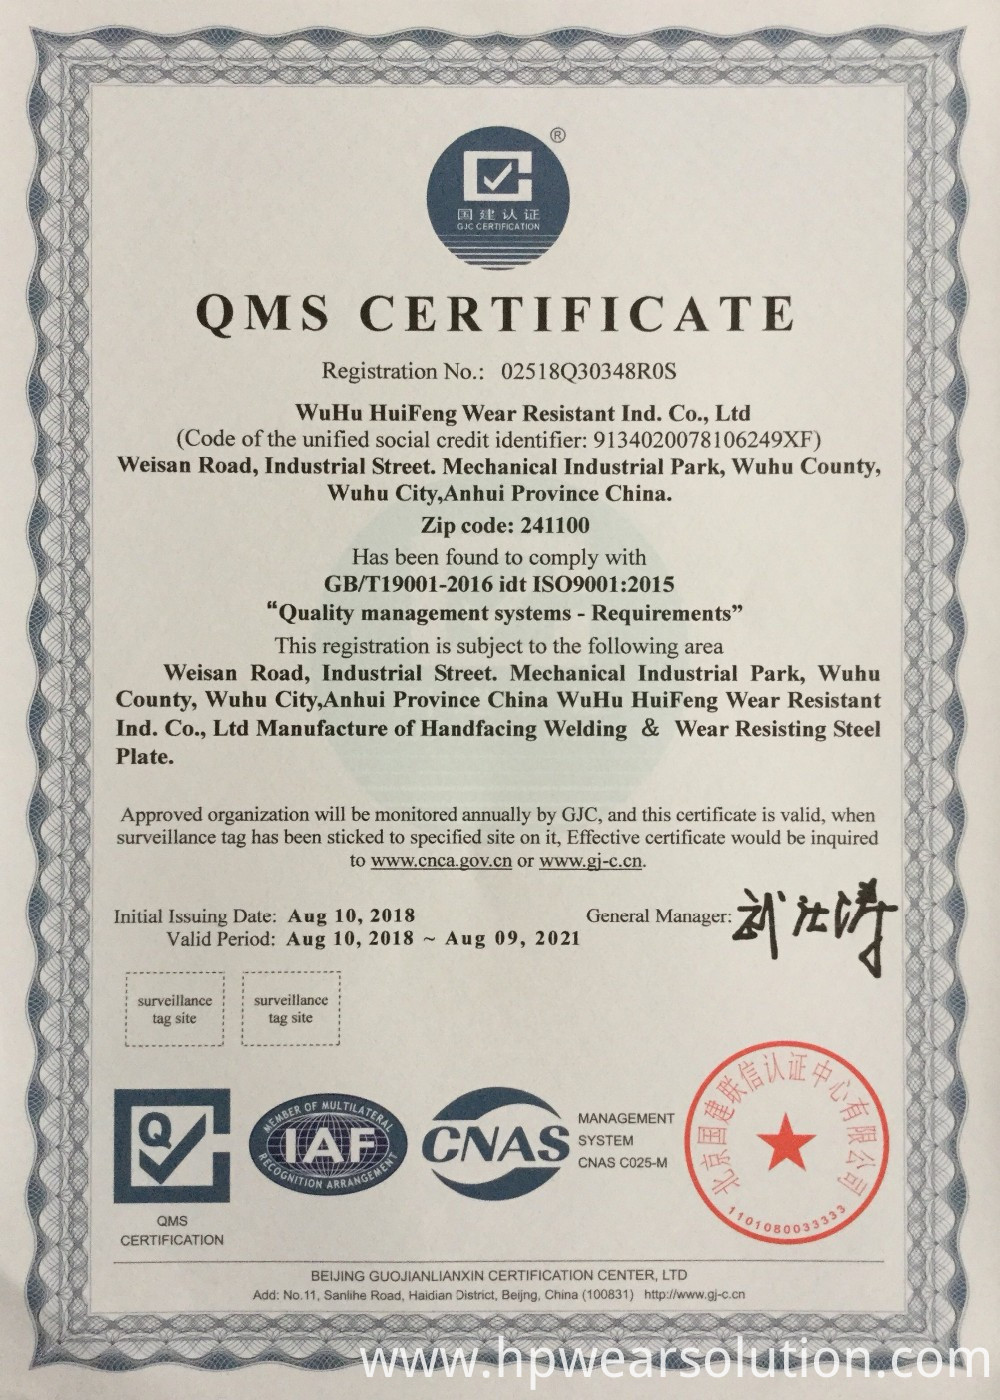 ®
国建认证
GJC CERTIFICATION
QMS CERTIFICATE
Registration No.: 02518Q30348R0S
WuHu HuiFeng Wear Resistant Ind. Co., Ltd
(Code of the unified social credit identifier: 9134020078106249XF)
Weisan Road, Industrial Street. Mechanical Industrial Park, Wuhu County,
Wuhu City,Anhui Province China.
Zip code: 241100
Has been found to comply with
GB/T19001-2016 idt ISO9001:2015
“Quality management systems - Requirements”
This registration is subject to the following area
Weisan Road, Industrial Street. Mechanical Industrial Park, Wuhu
County, Wuhu City,Anhui Province China WuHu HuiFeng Wear Resistant
Ind. Co., Ltd Manufacture of Handfacing Welding & Wear Resisting Steel
Plate.
Approved organization will be monitored annually by GJC, and this certificate is valid, when
surveillance tag has been sticked to specified site on it, Effective certificate would be inquired
to www.cnca.gov.cn or www.gj-c.cn.
Initial Issuing Date: Aug 10, 2018
General Manager:
Valid Period: Aug 10, 2018 ~ Aug 09, 2021
surveillance
tag site
surveillance
tag site
Q
QMS
CERTIFICATION
MEMBER OF MULTILATERAL
IAF
RECOGNITION ARRANGEMENT
CNAS
MANAGEMENT
SYSTEM
CNAS C025-M
北京国建联信认证中心有限公司
1101080033333
BEIJING GUOJIANLIANXIN CERTIFICATION CENTER, LTD
Add: No.11, Sanlihe Road, Haidian District, Beijng, China (100831) http://www.gj-c.cn
www.hpwearsolution.com